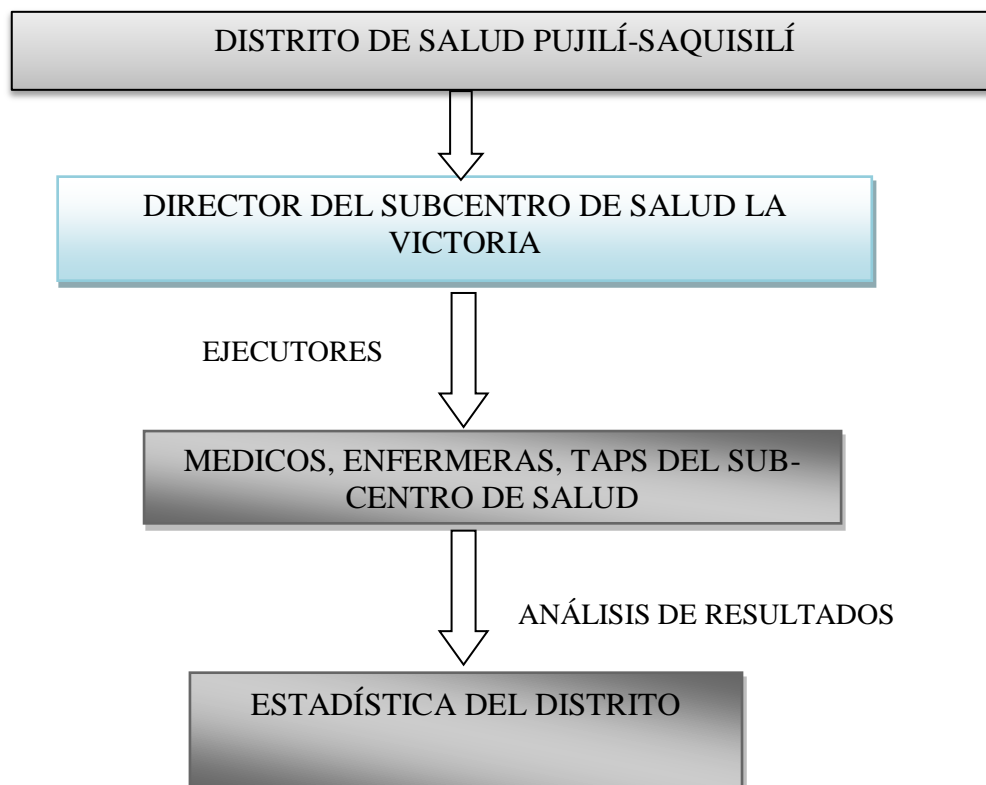 DISTRITO DE SALUD PUJILÍ-SAQUISILÍ
DIRECTOR DEL SUBCENTRO DE SALUD LA
VICTORIA
EJECUTORES
MEDICOS, ENFERMERAS, TAPS DEL SUB-
CENTRO DE SALUD
ANÁLISIS DE RESULTADOS
ESTADÍSTICA DEL DISTRITO